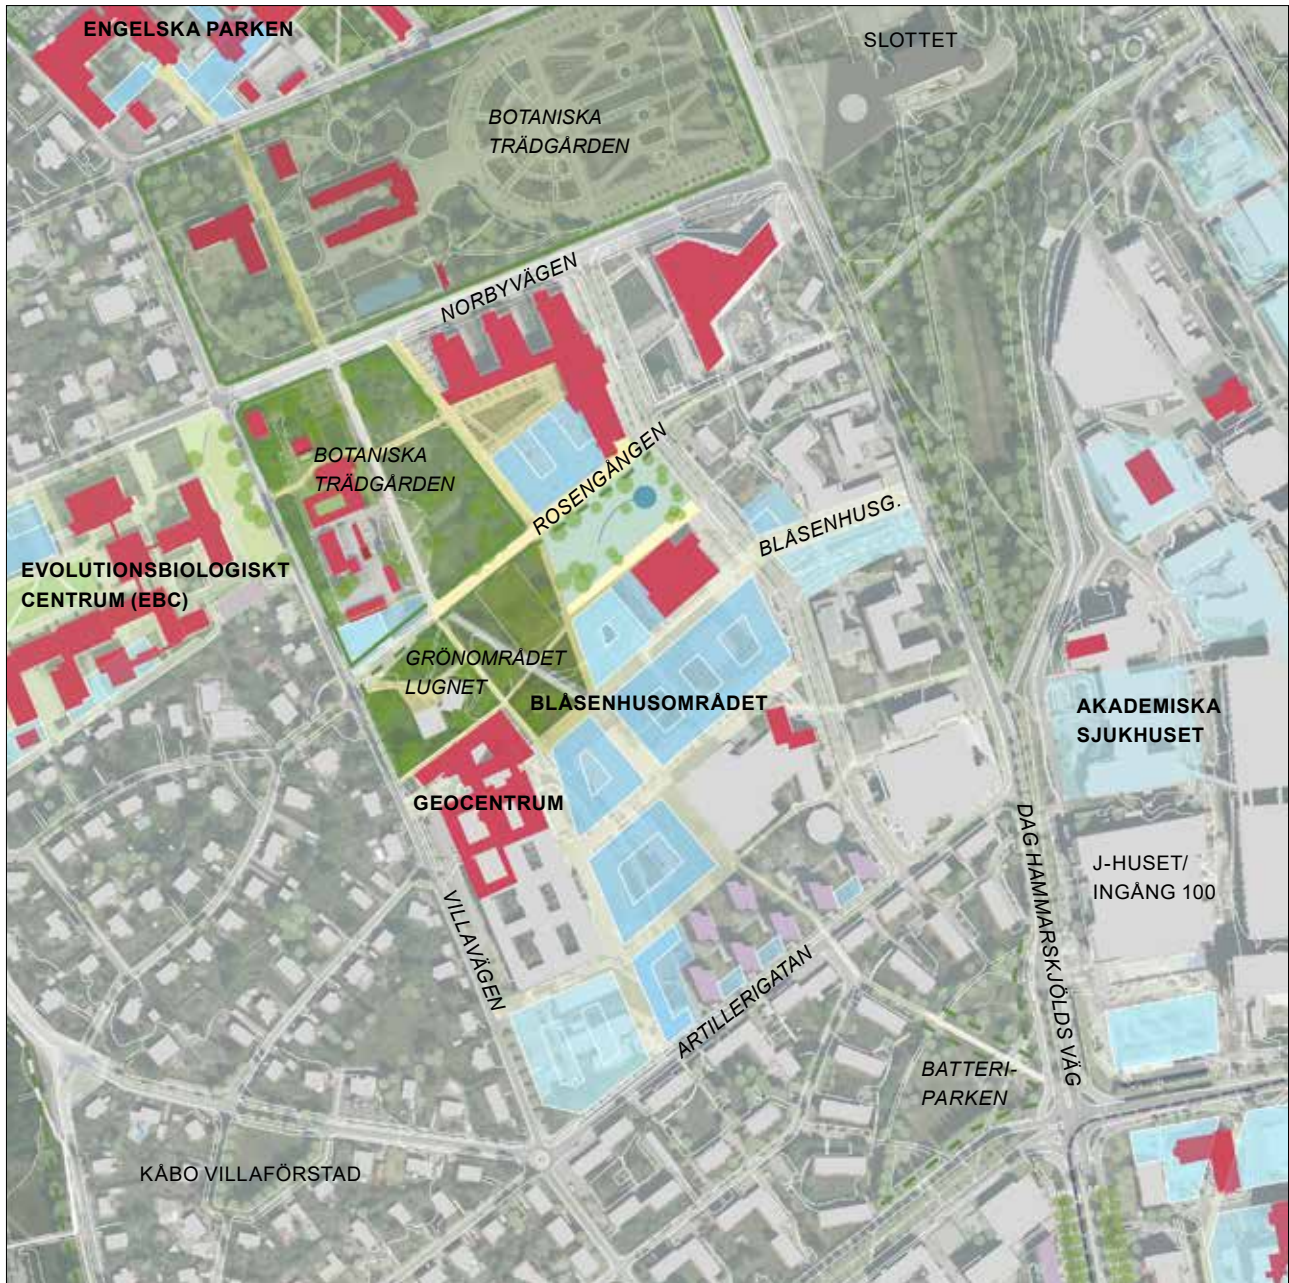 ENGELSKA PARKEN
SLOTTET
BOTANISKA
TRÄDGÅRDEN
NORBYVÄGEN
BOTANISKA
TRÄDGÅRDEN
ROSENGÅNGEN
BLÅSENHUSG.
EVOLUTIONSBIOLOGISKT
CENTRUM (EBC)
GRÖNOMRÅDET
LUGNET
BLÅSENHUSOMRÅDET
AKADEMISKA
SJUKHUSET
GEOCENTRUM
DAG HAMMARSKJÖLDS VÄG
J-HUSET/
INGÅNG 100
VILLAVÄGEN
ARTILLERIGATAN
BATTERI-
PARKEN
KÅBO VILLAFÖRSTAD